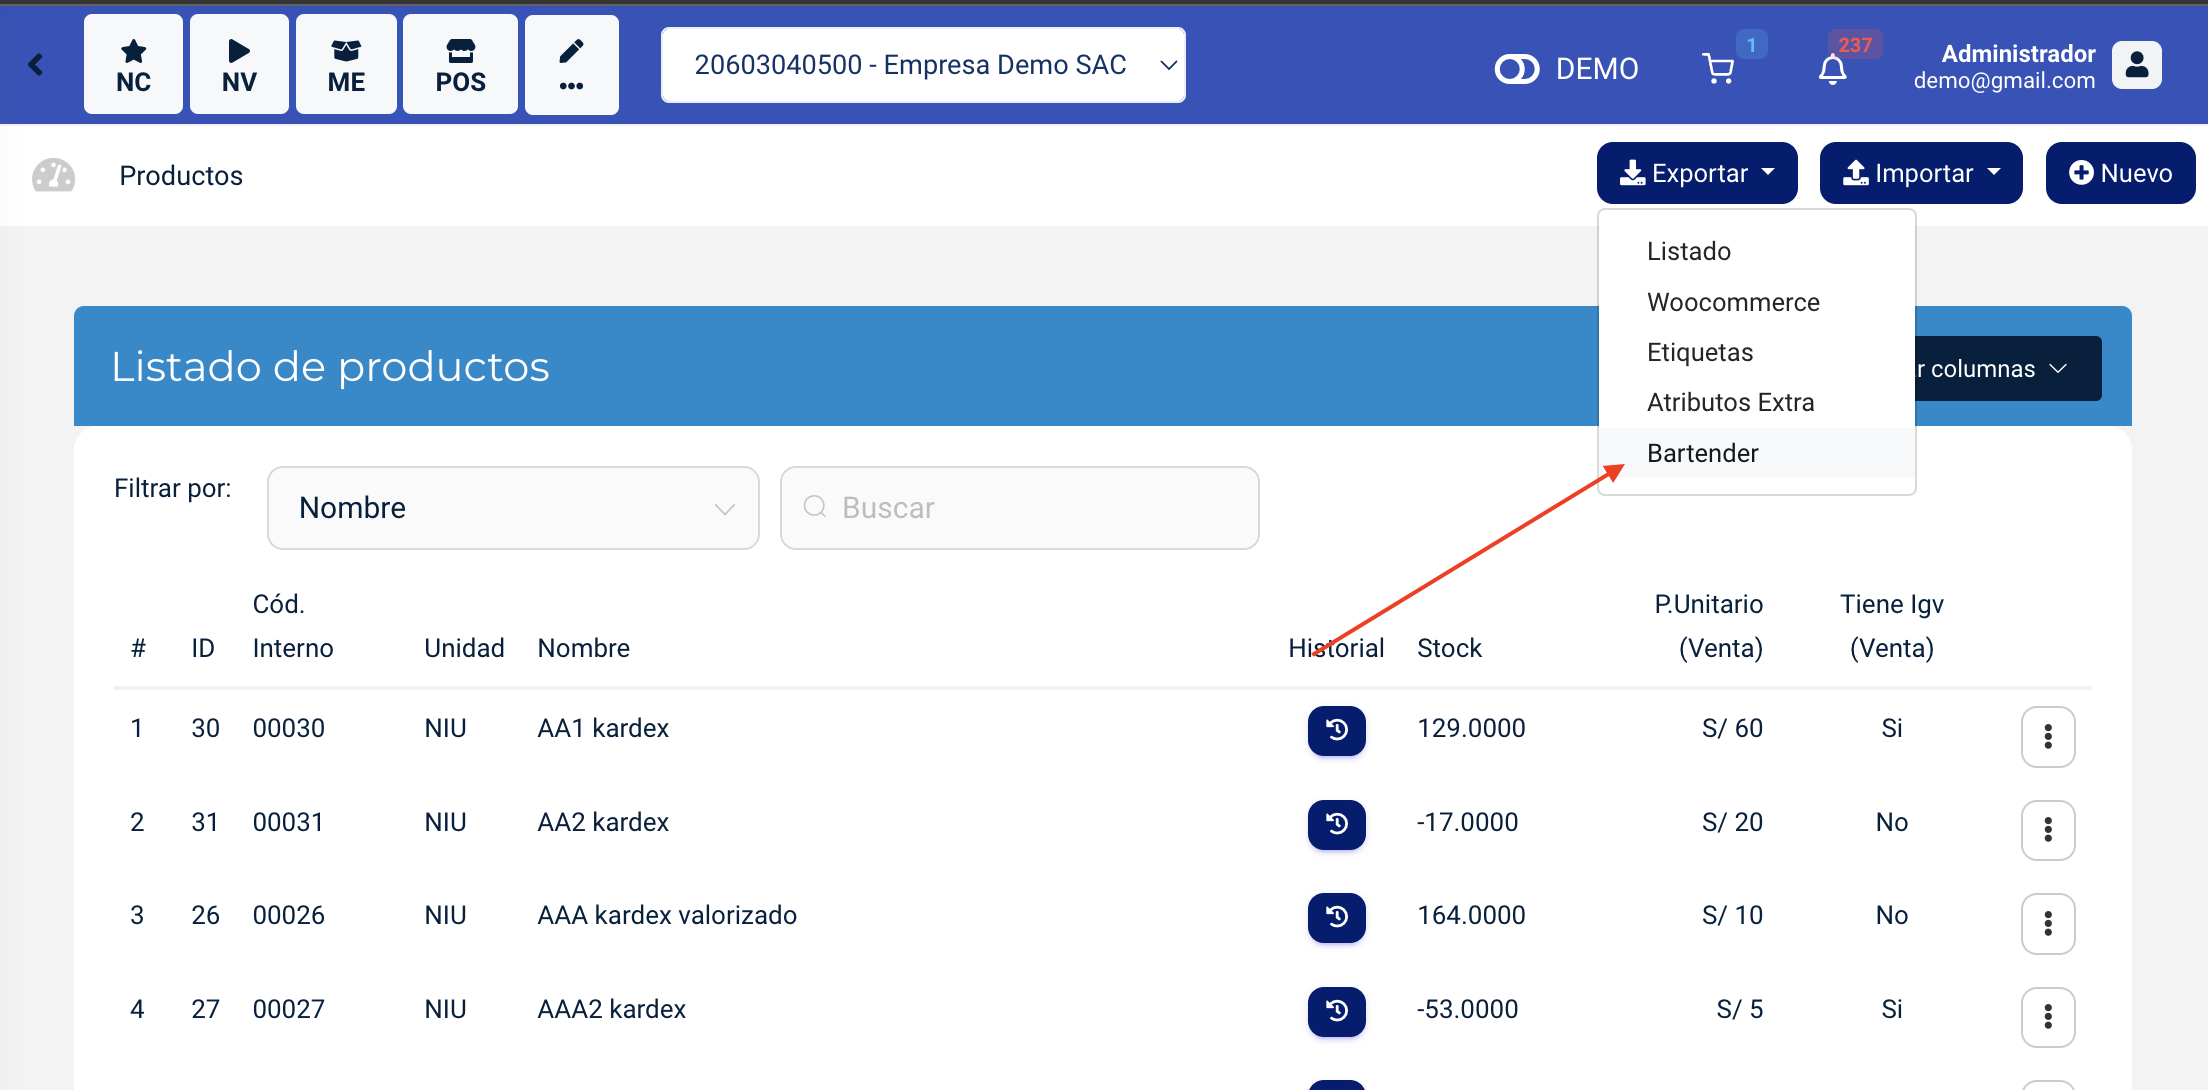 NC
NV
ME
POS
...
20603040500 - Empresa Demo SAC
DEMO
1
237
Administrador
demo@gmail.com
Productos
Exportar
Importar
Nuevo
Listado
Woocommerce
Etiquetas
Atributos Extra
Bartender
Listado de productos
r columnas
Filtrar por:
Nombre
Buscar
# ID Cód. Interno Unidad Nombre Historial Stock P.Unitario (Venta) Tiene Igv (Venta)
1 30 00030 NIU AA1 kardex 129.0000 S/ 60 Si
2 31 00031 NIU AA2 kardex -17.0000 S/ 20 No
3 26 00026 NIU AAA kardex valorizado 164.0000 S/ 10 No
4 27 00027 NIU AAA2 kardex -53.0000 S/ 5 Si